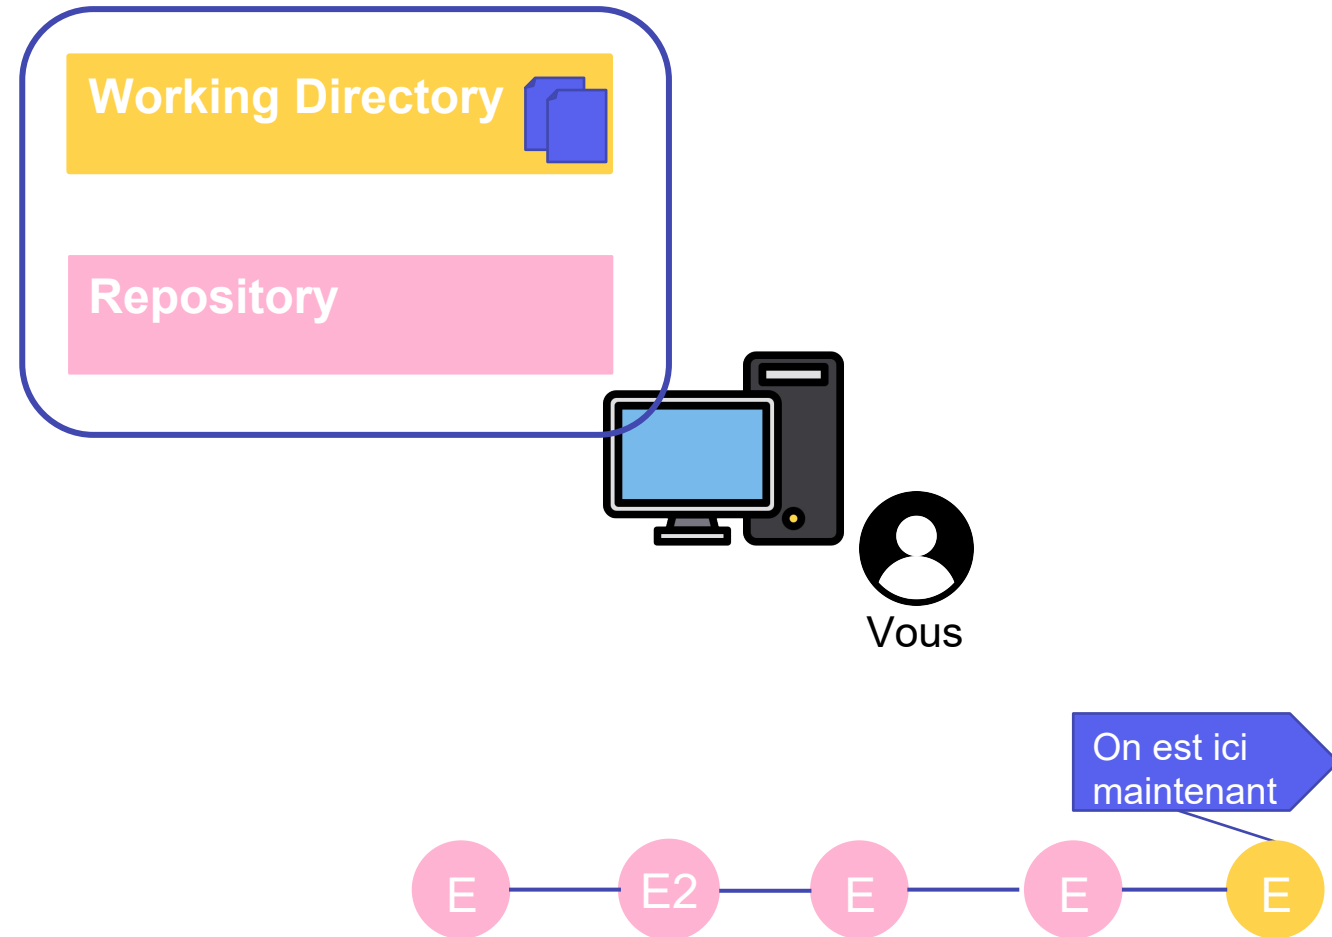 Working Directory
Repository
Vous
On est ici
maintenant
E
E2
E
E
E